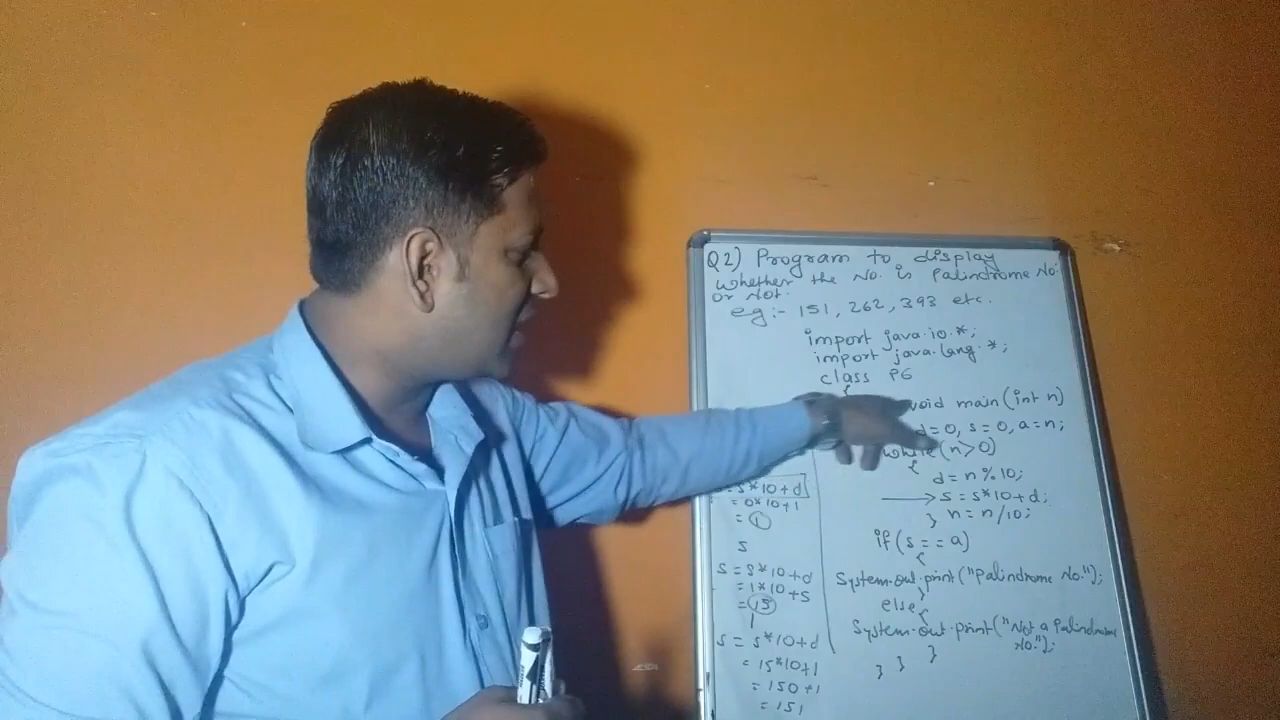 Q2) Program to display
whether the No. is Palindrome No.
or Not.
eg:- 151, 262, 393 etc.
import java.io.*;
import java.lang.*;
class P6
{
void main(int n)
d=0, s=0, a=n;
while(n>0)
{
d=n%10;
s=s*10+d;
} n=n/10;
if(s==a)
{
System.out.print("Palindrome No.");
}
else{
System.out.print("Not a Palindrome
No.");
}
} }
=s*10+d
=0*10+1
=1
5
s=s*10+d
=1*10+5
=15
1
s=s*10+d
=15*10+1
=150+1
=151